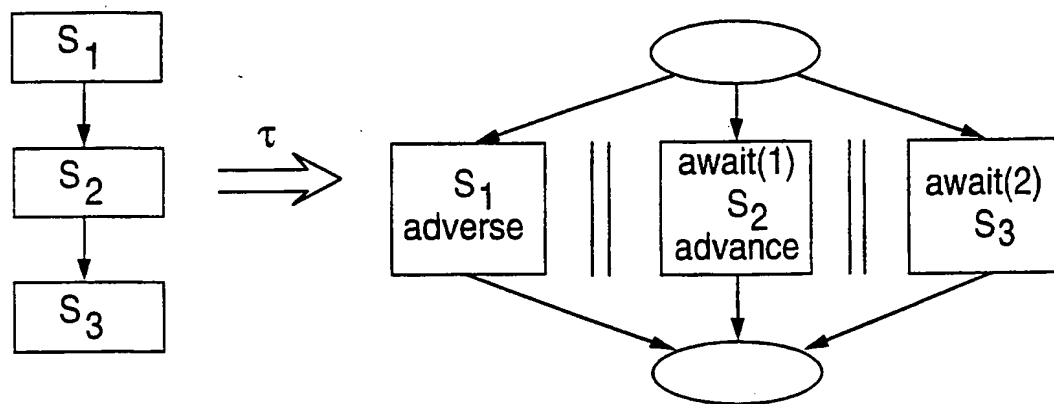 S1
S2
S3
τ
S1
adverse
await(1)
S2
advance
await(2)
S3